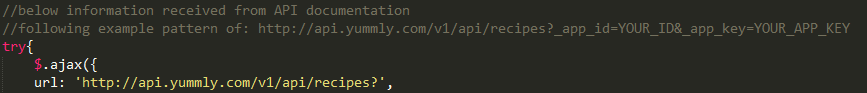 //below information received from API documentation
//following example pattern of: http://api.yummly.com/v1/api/recipes?_app_id=YOUR_ID&_app_key=YOUR_APP_KEY
try{
$.ajax({
url: 'http://api.yummly.com/v1/api/recipes?',